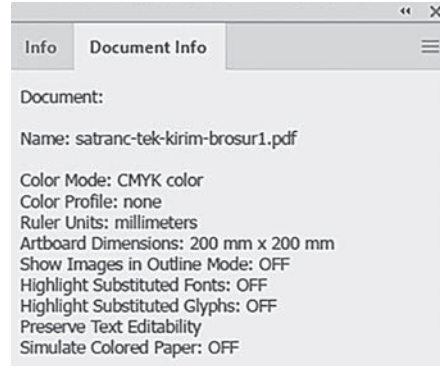 Info
Document Info
Document:
Name: satranc-tek-kirim-brosur1.pdf
Color Mode: CMYK color
Color Profile: none
Ruler Units: millimeters
Artboard Dimensions: 200 mm x 200 mm
Show Images in Outline Mode: OFF
Highlight Substituted Fonts: OFF
Highlight Substituted Glyphs: OFF
Preserve Text Editability
Simulate Colored Paper: OFF